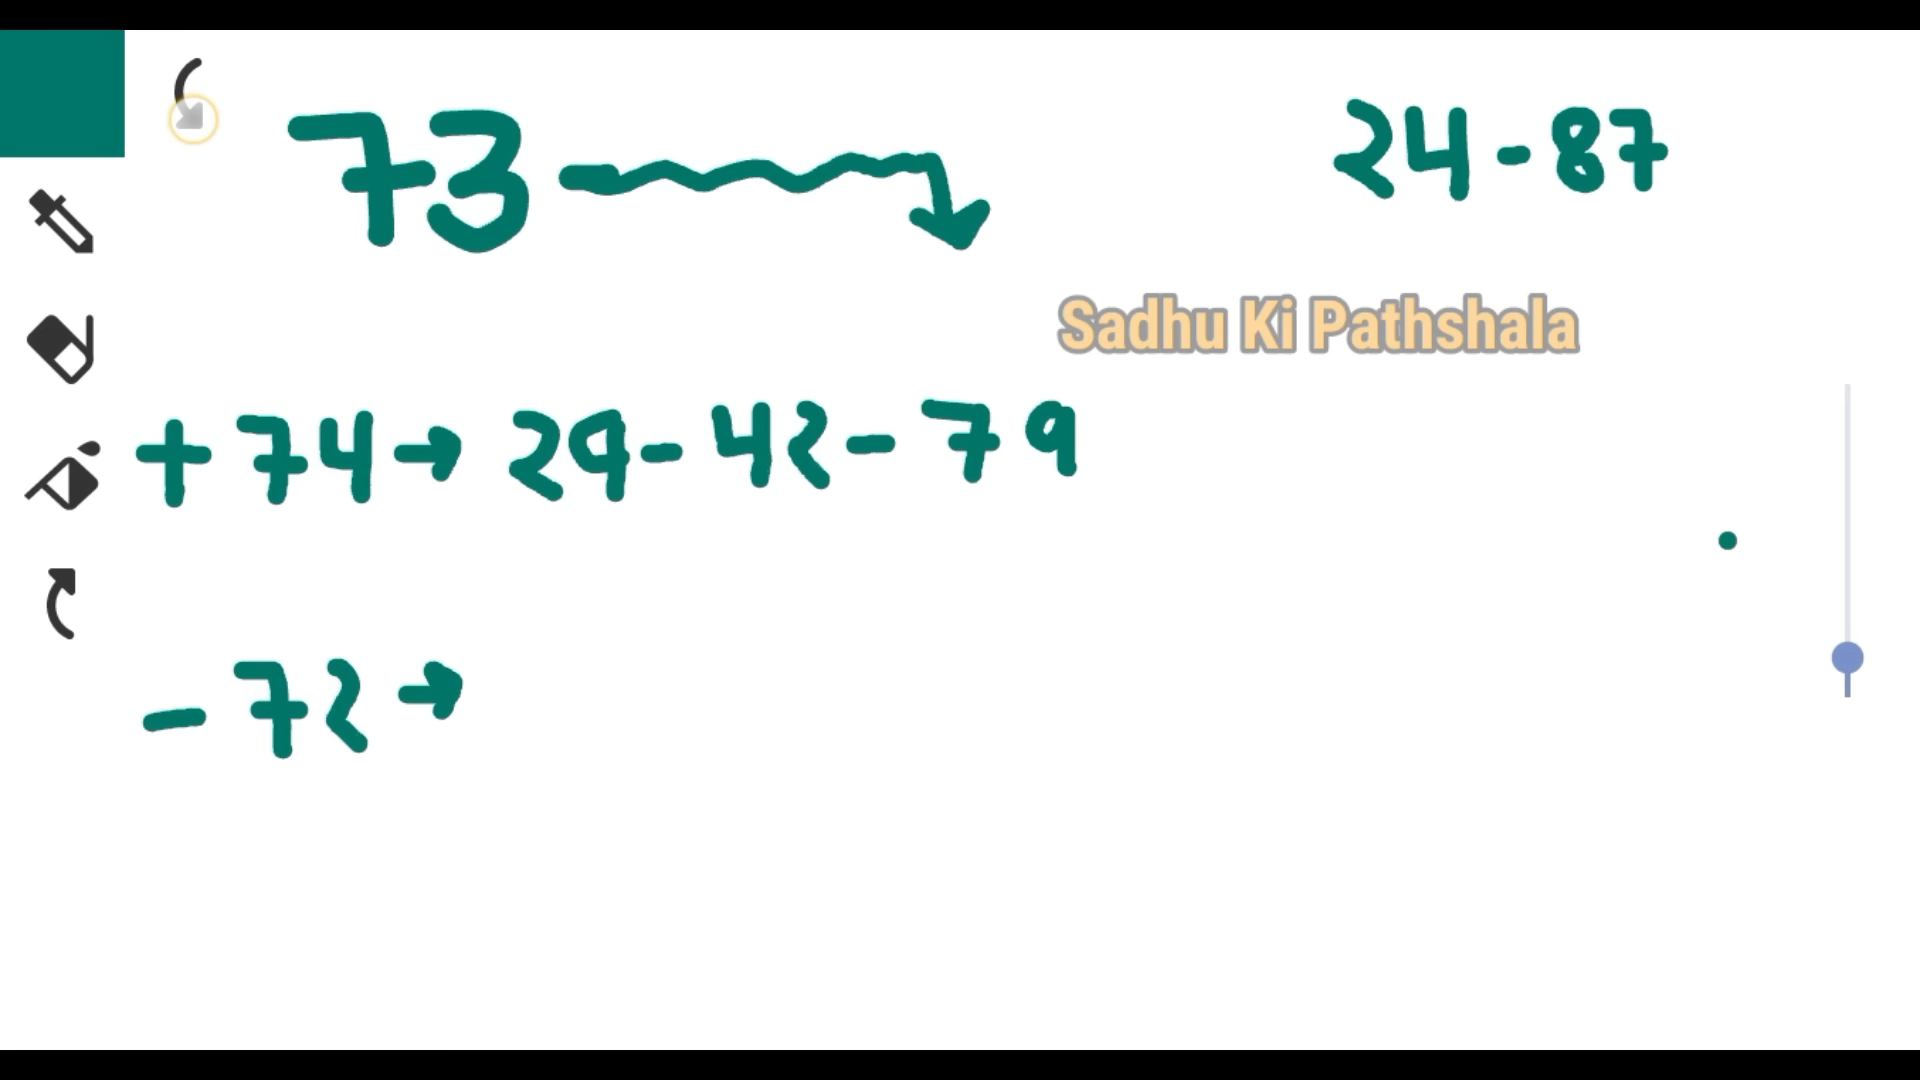 73 24-87
Sadhu Ki Pathshala
+ 74 → 29-42-79
- 72 →